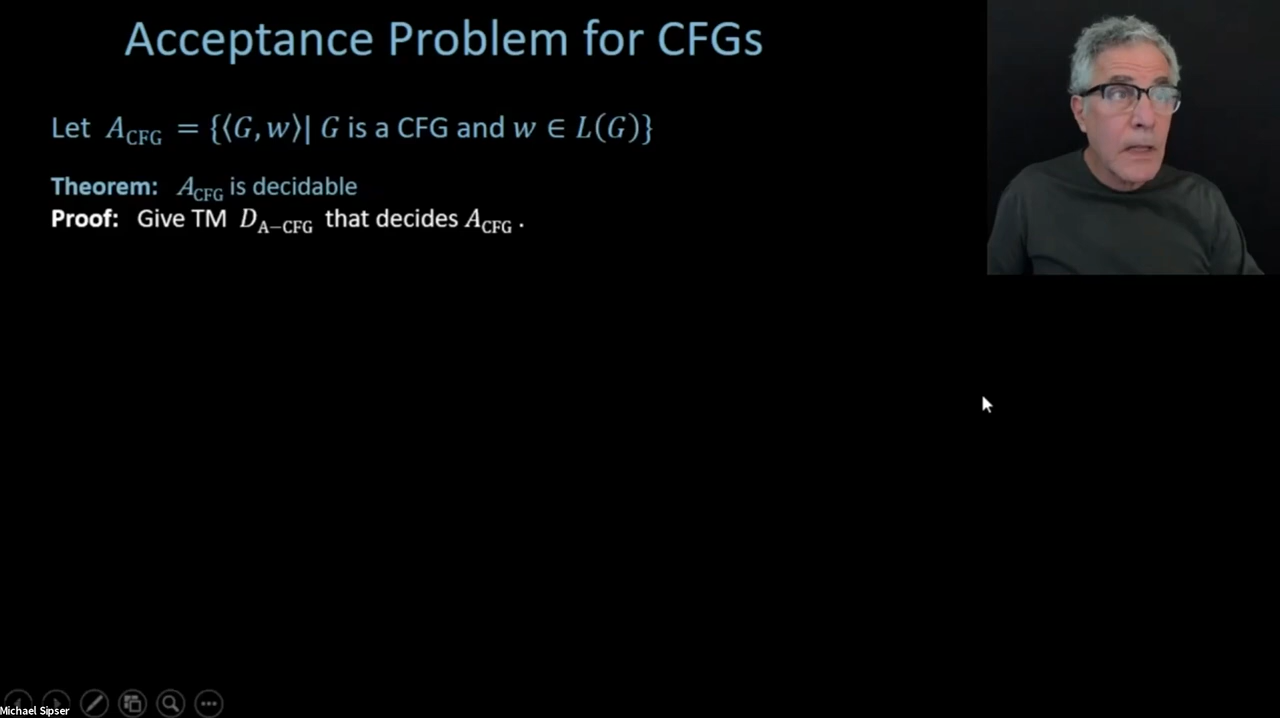 Acceptance Problem for CFGs
Let A_CFG = {⟨G, w⟩| G is a CFG and w ∈ L(G)}
Theorem: A_CFG is decidable
Proof: Give TM D_A−CFG that decides A_CFG .
Michael Sipser